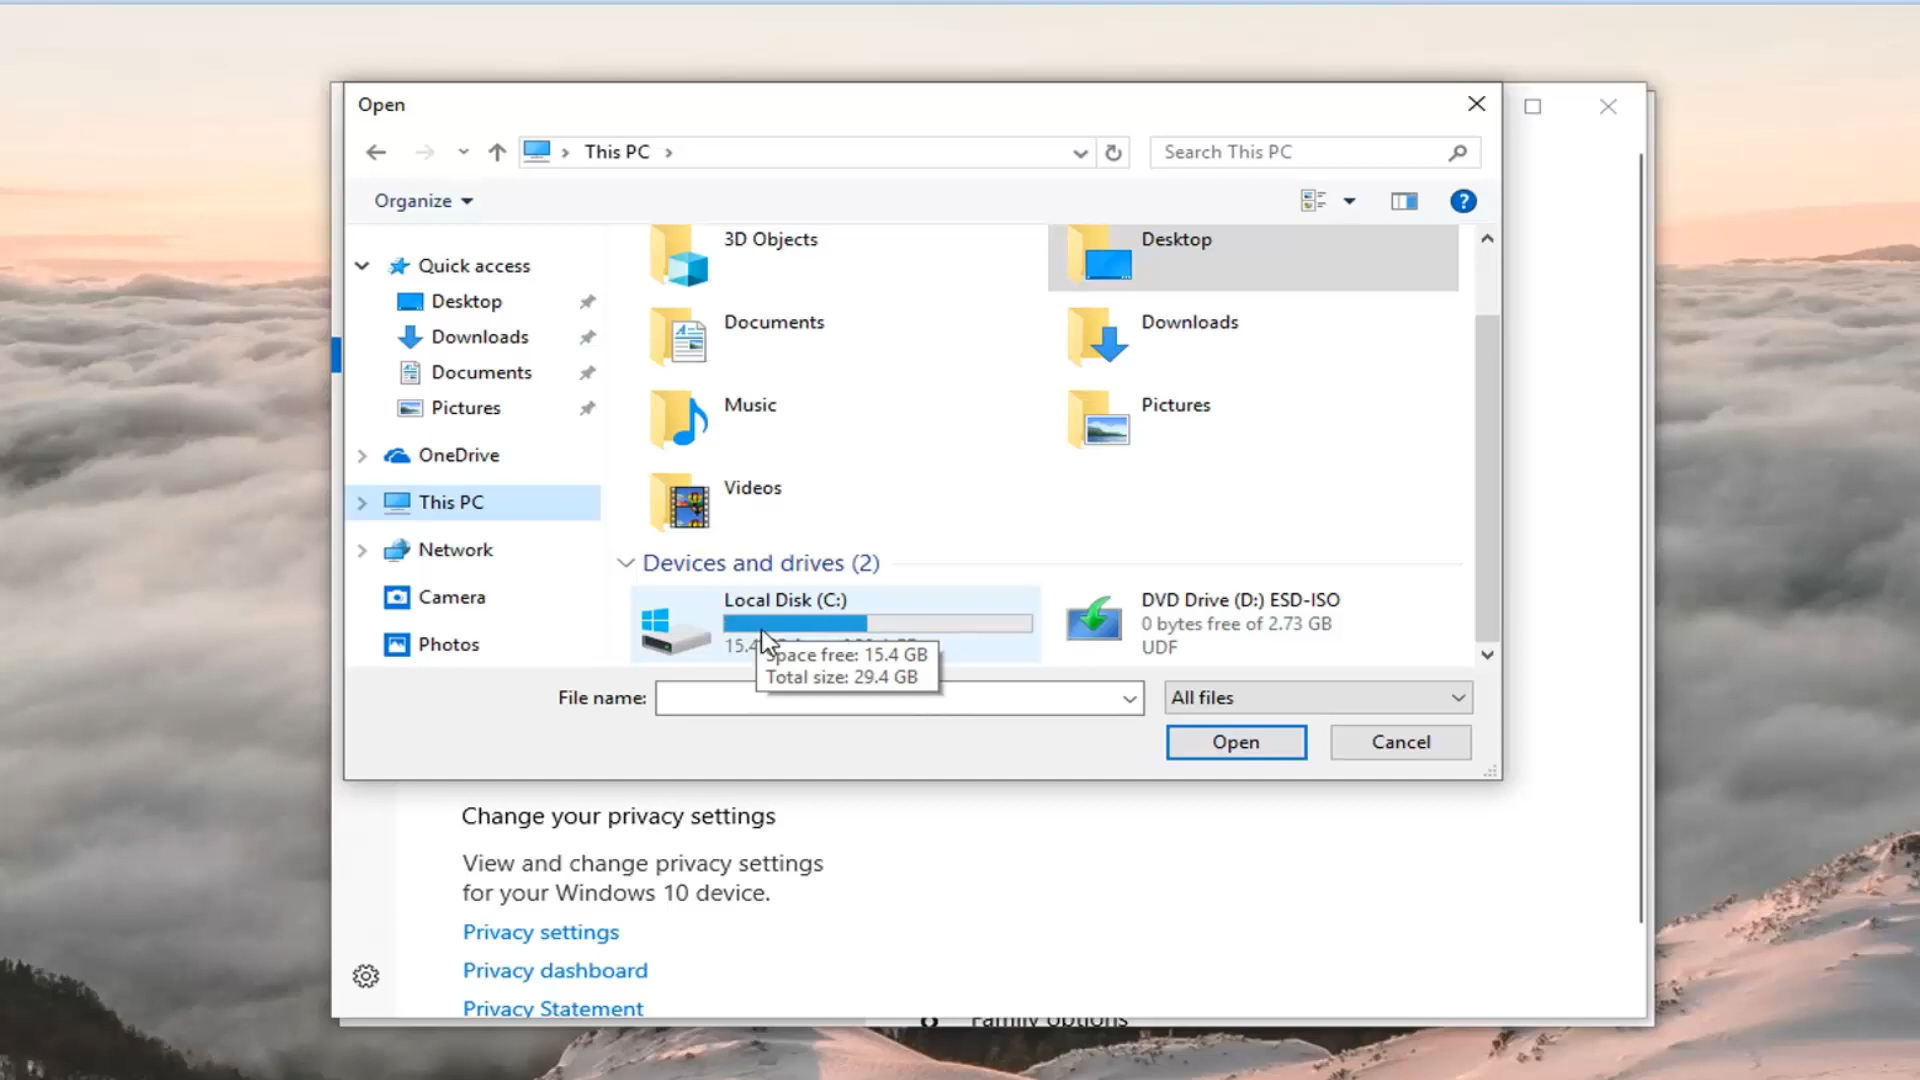 Open
This PC
Search This PC
Organize
Quick access
Desktop
Downloads
Documents
Pictures
OneDrive
This PC
Network
Camera
Photos
3D Objects
Desktop
Documents
Downloads
Music
Pictures
Videos
Devices and drives (2)
Local Disk (C:)
15.4
Space free: 15.4 GB
Total size: 29.4 GB
DVD Drive (D:) ESD-ISO
0 bytes free of 2.73 GB
UDF
File name:
All files
Open
Cancel
Change your privacy settings
View and change privacy settings
for your Windows 10 device.
Privacy settings
Privacy dashboard
Privacy Statement
Family options